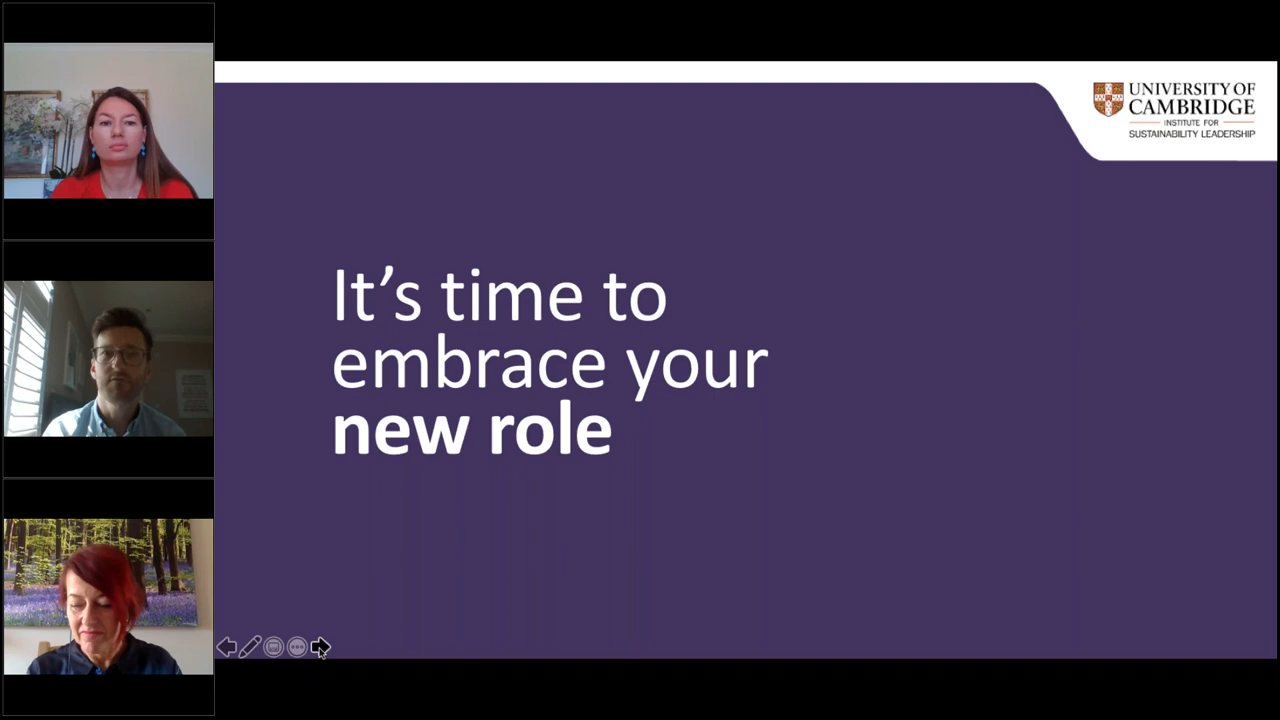 UNIVERSITY OF
CAMBRIDGE
INSTITUTE FOR
SUSTAINABILITY LEADERSHIP
It’s time to
embrace your
new role